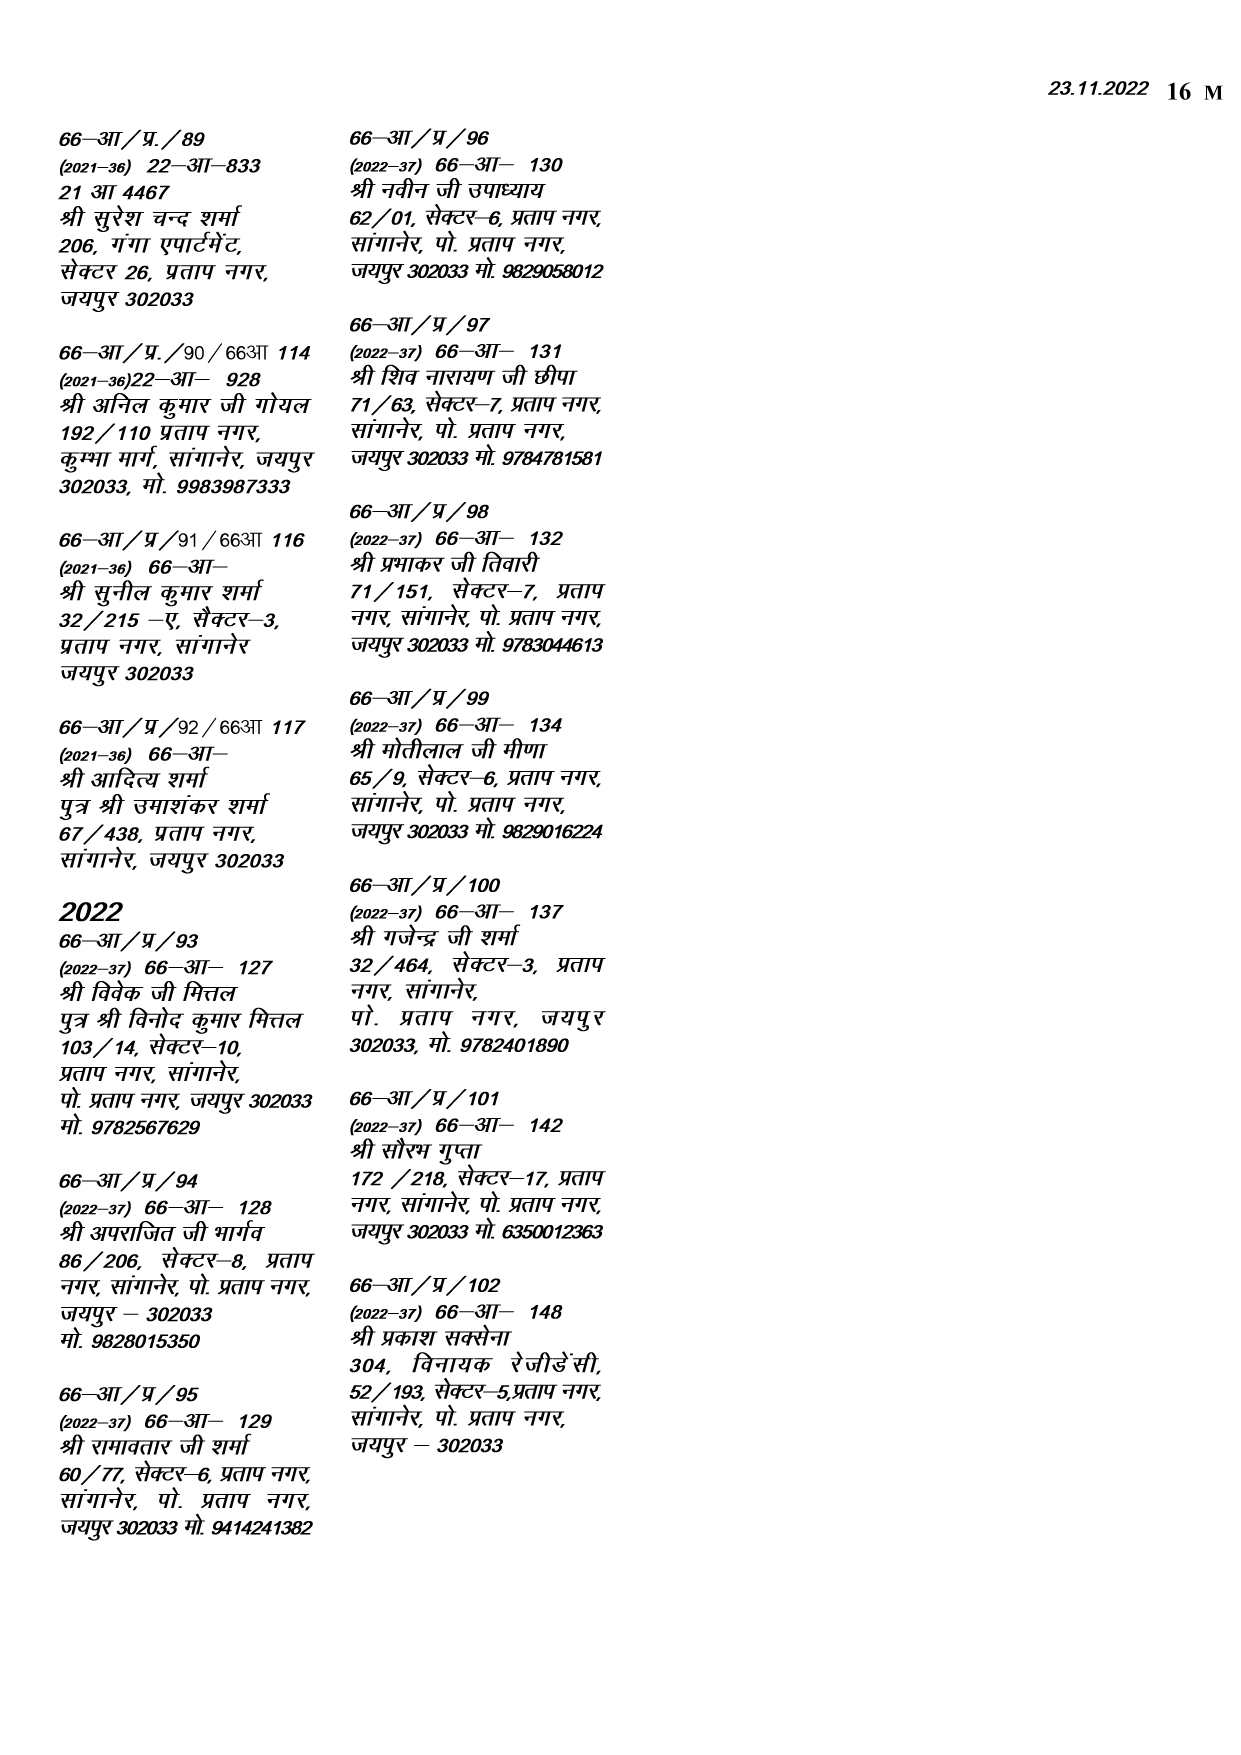 23.11.2022 16 M
66–आ/प्र./89
(2021–36) 22–आ–833
21 आ 4467
श्री सुरेश चन्द शर्मा
206, गंगा एपार्टमेंट,
सेक्टर 26, प्रताप नगर,
जयपुर 302033
66–आ/प्र./90/66आ 114
(2021–36)22–आ– 928
श्री अनिल कुमार जी गोयल
192/110 प्रताप नगर,
कुम्भा मार्ग, सांगानेर, जयपुर
302033, मो. 9983987333
66–आ/प्र/91/66आ 116
(2021–36) 66–आ–
श्री सुनील कुमार शर्मा
32/215 –ए, सैक्टर–3,
प्रताप नगर, सांगानेर
जयपुर 302033
66–आ/प्र/92/66आ 117
(2021–36) 66–आ–
श्री आदित्य शर्मा
पुत्र श्री उमाशंकर शर्मा
67/438, प्रताप नगर,
सांगानेर, जयपुर 302033
2022
66–आ/प्र/93
(2022–37) 66–आ– 127
श्री विवेक जी मित्तल
पुत्र श्री विनोद कुमार मित्तल
103/14, सेक्टर–10,
प्रताप नगर, सांगानेर,
पो. प्रताप नगर, जयपुर 302033
मो. 9782567629
66–आ/प्र/94
(2022–37) 66–आ– 128
श्री अपराजित जी भार्गव
86/206, सेक्टर–8, प्रताप
नगर, सांगानेर, पो. प्रताप नगर,
जयपुर – 302033
मो. 9828015350
66–आ/प्र/95
(2022–37) 66–आ– 129
श्री रामावतार जी शर्मा
60/77, सेक्टर–6, प्रताप नगर,
सांगानेर, पो. प्रताप नगर,
जयपुर 302033 मो. 9414241382
66–आ/प्र/96
(2022–37) 66–आ– 130
श्री नवीन जी उपाध्याय
62/01, सेक्टर–6, प्रताप नगर,
सांगानेर, पो. प्रताप नगर,
जयपुर 302033 मो. 9829058012
66–आ/प्र/97
(2022–37) 66–आ– 131
श्री शिव नारायण जी छीपा
71/63, सेक्टर–7, प्रताप नगर,
सांगानेर, पो. प्रताप नगर,
जयपुर 302033 मो. 9784781581
66–आ/प्र/98
(2022–37) 66–आ– 132
श्री प्रभाकर जी तिवारी
71/151, सेक्टर–7, प्रताप
नगर, सांगानेर, पो. प्रताप नगर,
जयपुर 302033 मो. 9783044613
66–आ/प्र/99
(2022–37) 66–आ– 134
श्री मोतीलाल जी मीणा
65/9, सेक्टर–6, प्रताप नगर,
सांगानेर, पो. प्रताप नगर,
जयपुर 302033 मो. 9829016224
66–आ/प्र/100
(2022–37) 66–आ– 137
श्री गजेन्द्र जी शर्मा
32/464, सेक्टर–3, प्रताप
नगर, सांगानेर,
पो. प्रताप नगर, जयपुर
302033, मो. 9782401890
66–आ/प्र/101
(2022–37) 66–आ– 142
श्री सौरभ गुप्ता
172 /218, सेक्टर–17, प्रताप
नगर, सांगानेर, पो. प्रताप नगर,
जयपुर 302033 मो. 6350012363
66–आ/प्र/102
(2022–37) 66–आ– 148
श्री प्रकाश सक्सेना
304, विनायक रेजीडेंसी,
52/193, सेक्टर–5,प्रताप नगर,
सांगानेर, पो. प्रताप नगर,
जयपुर – 302033